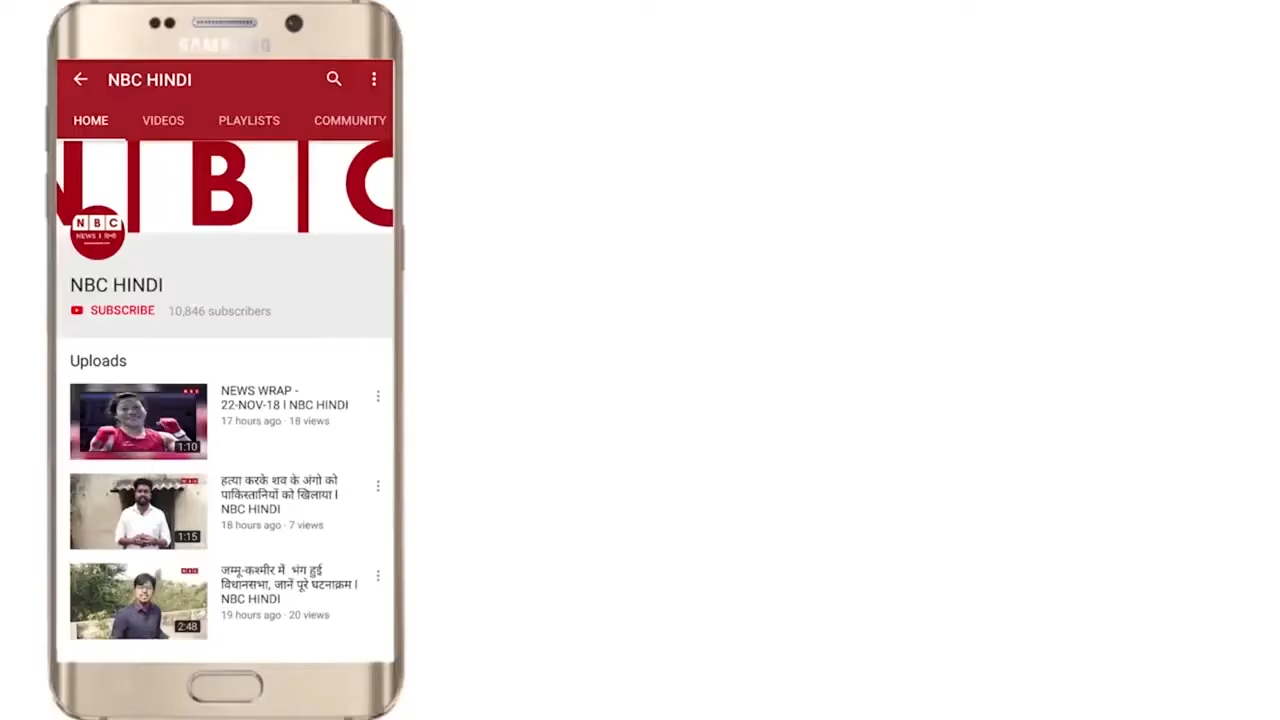 SAMSUNG
NBC HINDI
HOME VIDEOS PLAYLISTS COMMUNITY
N B C
N B C
NEWS I हिन्दी
NBC HINDI
SUBSCRIBE 10,846 subscribers
Uploads
NEWS WRAP -
22-NOV-18 l NBC HINDI
17 hours ago · 18 views
1:10
हत्या करके शव के अंगो को
पाकिस्तानियों को खिलाया l
NBC HINDI
18 hours ago · 7 views
1:15
जम्मू-कश्मीर में भंग हुई
विधानसभा, जानें पूरे घटनाक्रम l
NBC HINDI
19 hours ago · 20 views
2:48